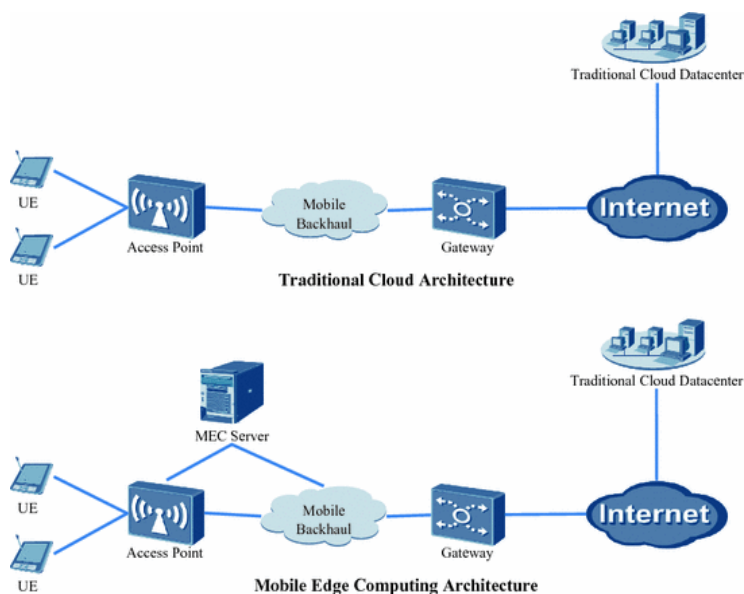 Traditional Cloud Datacenter
UE
UE
Access Point
Mobile
Backhaul
Gateway
Internet
Traditional Cloud Architecture
Traditional Cloud Datacenter
MEC Server
UE
UE
Access Point
Mobile
Backhaul
Gateway
Internet
Mobile Edge Computing Architecture